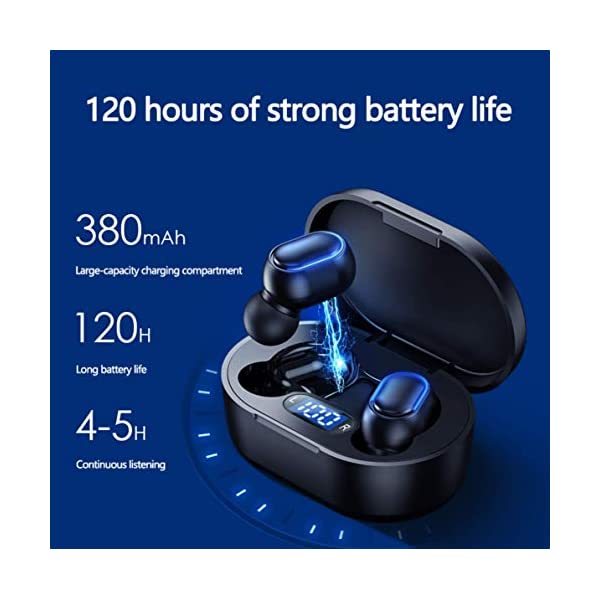 120 hours of strong battery life
380mAh
Large-capacity charging compartment
120H
Long battery life
4-5H
Continuous listening
L
100
R